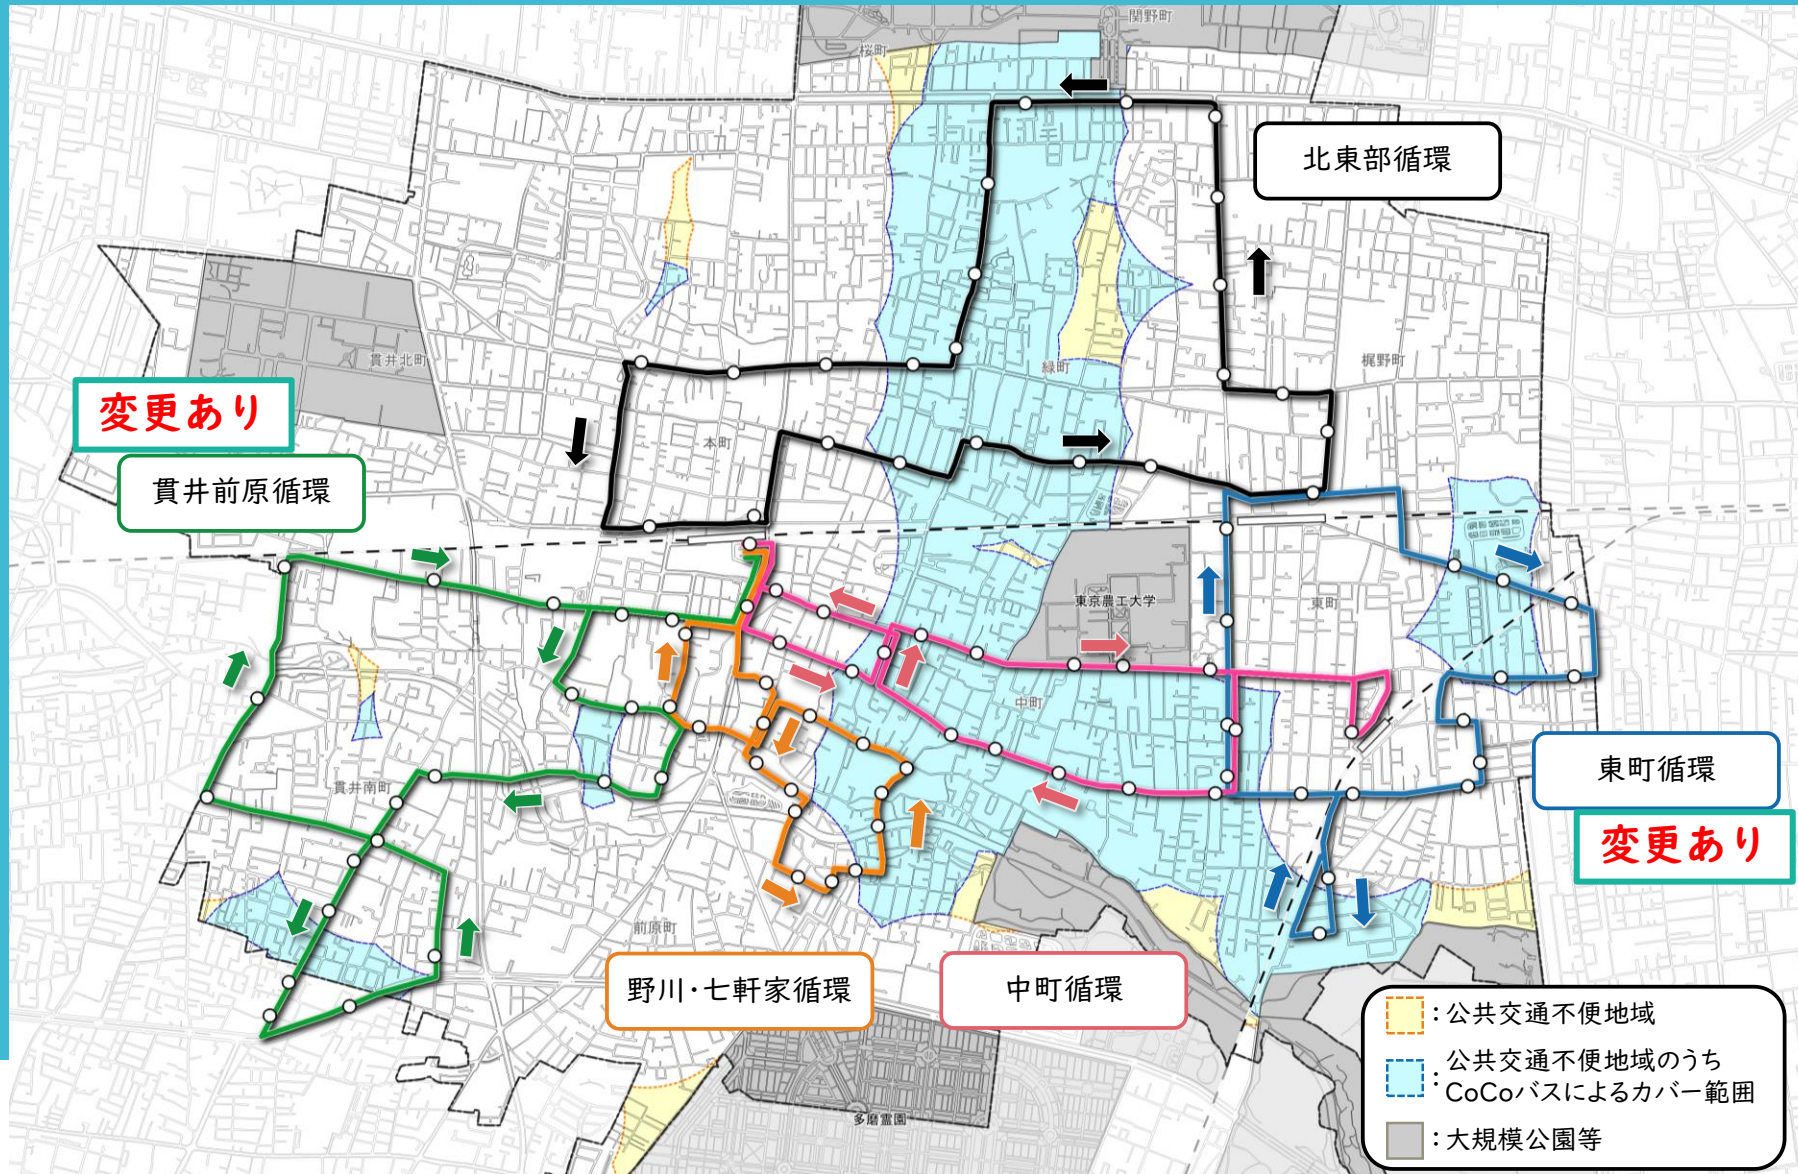 関野町
桜町
北東部循環
貫井北町
緑町
梶野町
変更あり
本町
貫井前原循環
東京農工大学
東町
中町
東町循環
貫井南町
変更あり
前原町
野川・七軒家循環
中町循環
：公共交通不便地域
：公共交通不便地域のうち
CoCoバスによるカバー範囲
多磨霊園
：大規模公園等